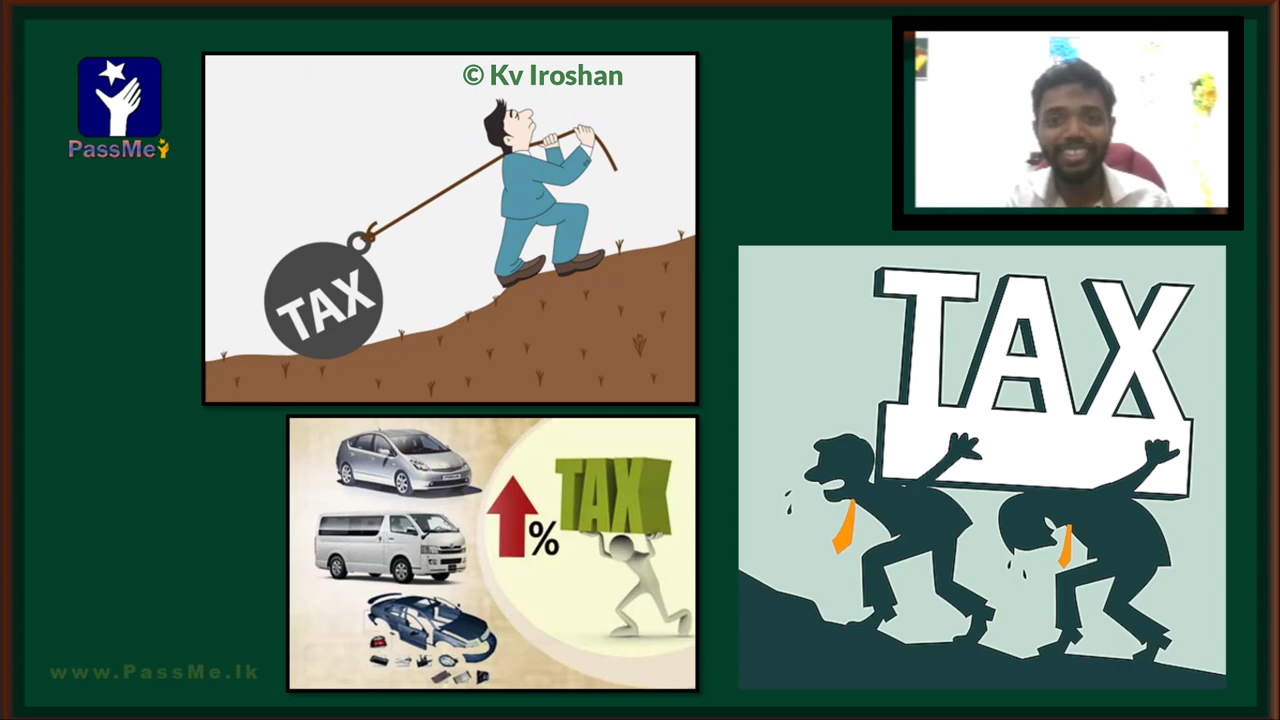 © Kv Iroshan
PassMe
TAX
TAX
% TAX
www.PassMe.lk